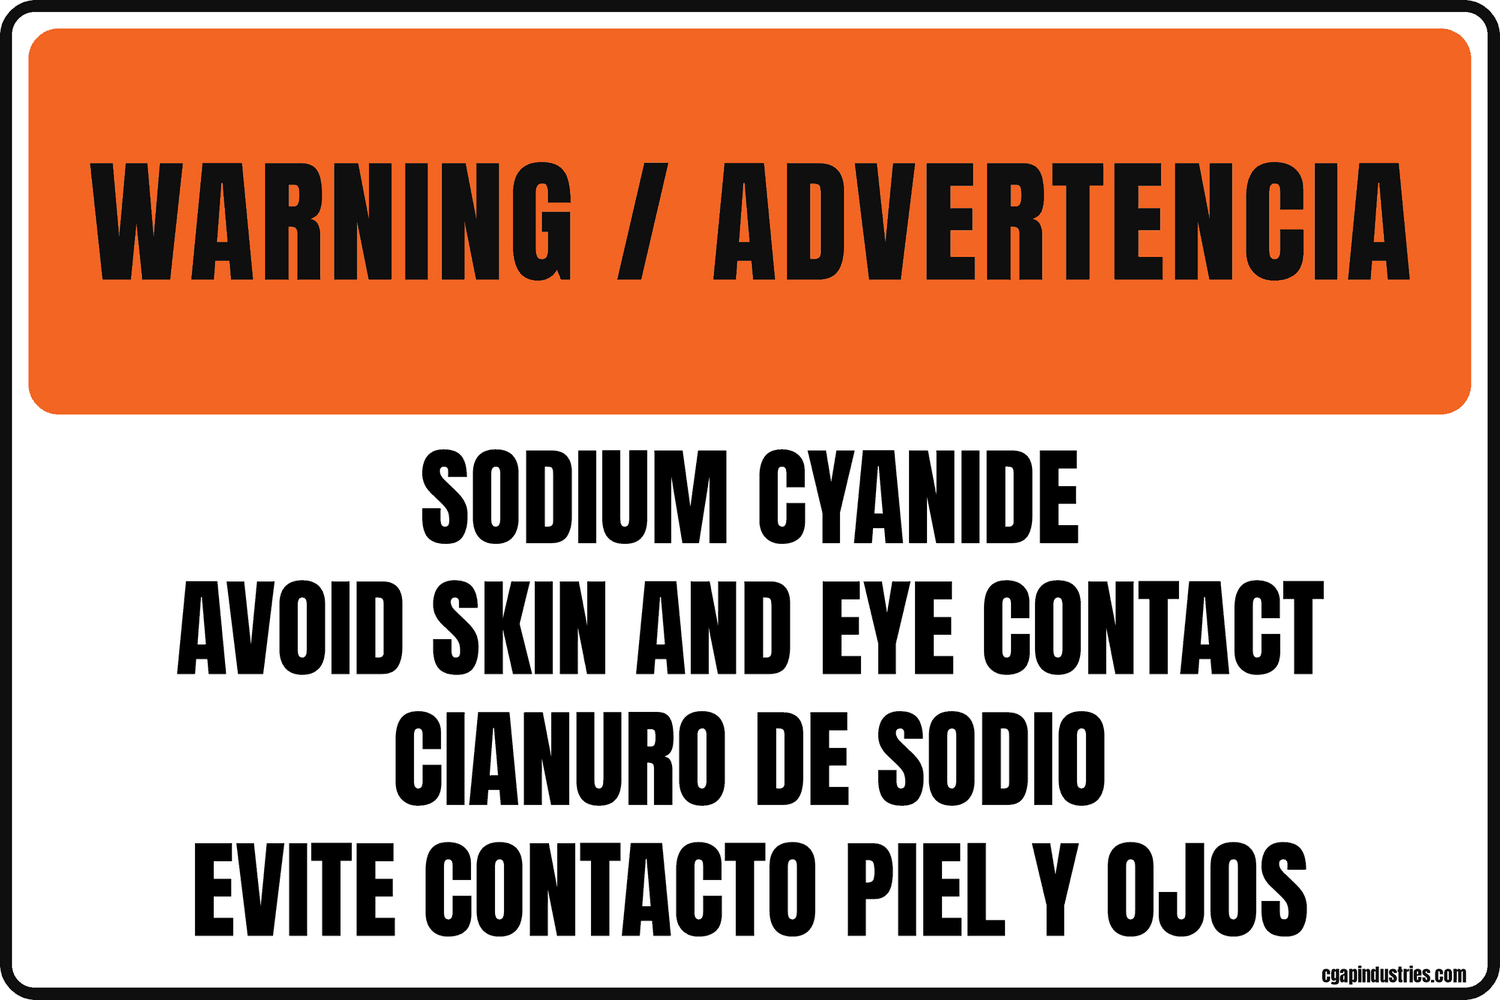 WARNING / ADVERTENCIA
SODIUM CYANIDE
AVOID SKIN AND EYE CONTACT
CIANURO DE SODIO
EVITE CONTACTO PIEL Y OJOS
cgapindustries.com